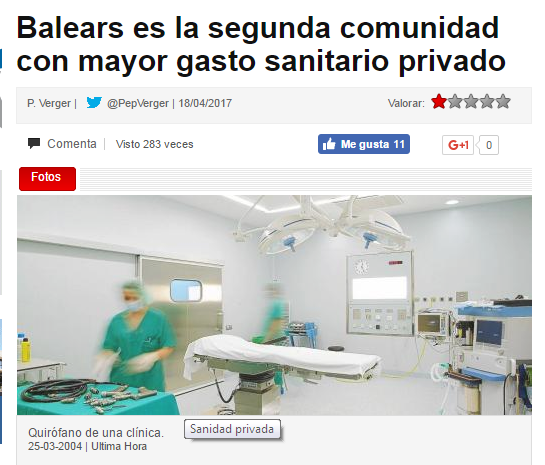 Balears es la segunda comunidad
con mayor gasto sanitario privado
P. Verger | @PepVerger | 18/04/2017
Valorar:
Comenta | Visto 283 veces
Me gusta 11
G+1 0
Fotos
Quirófano de una clínica.
Sanidad privada
25-03-2004 | Ultima Hora